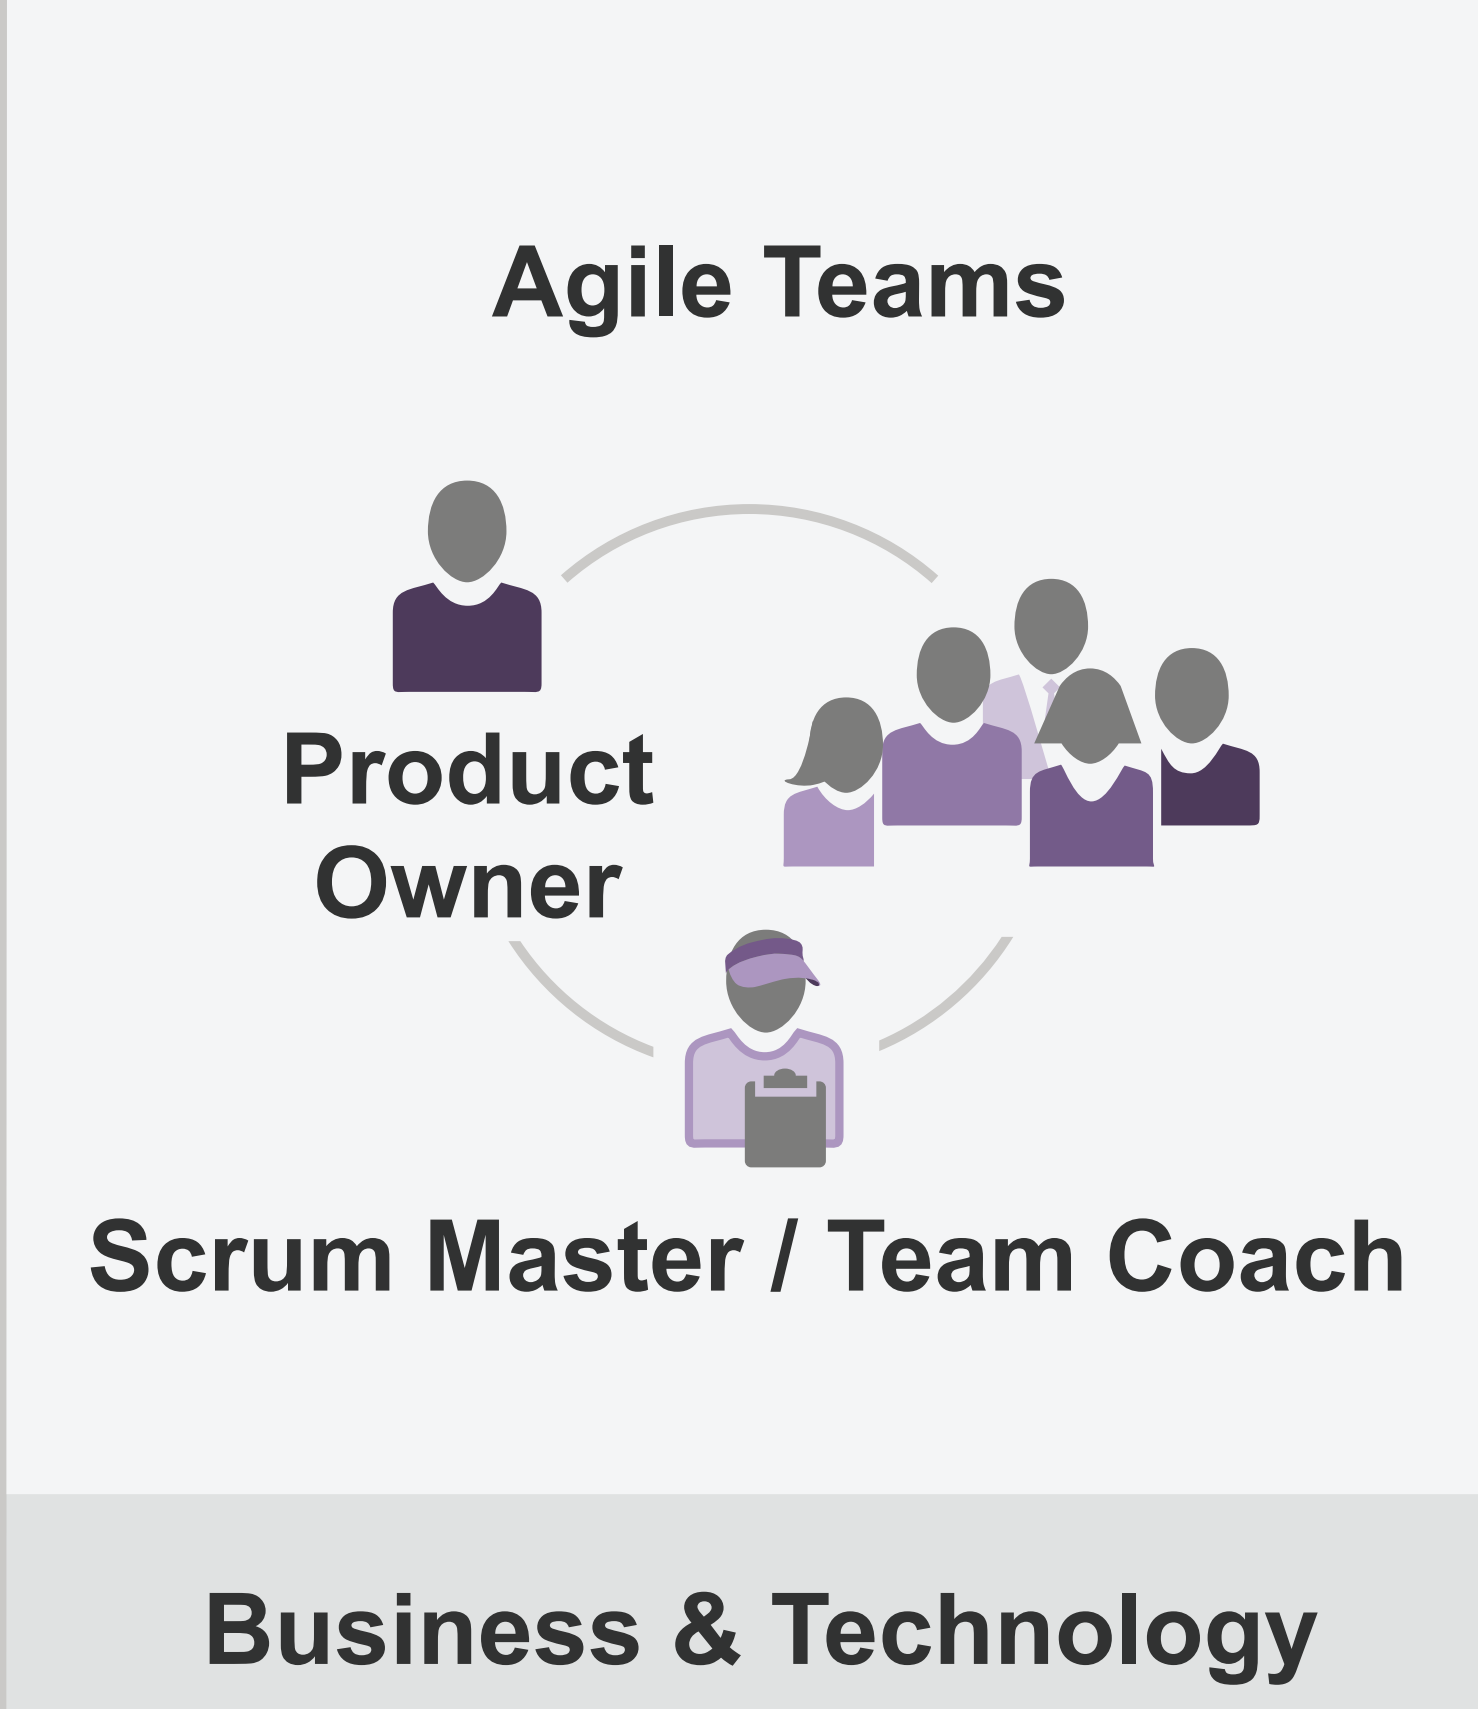 Agile Teams
Product
Owner
Scrum Master / Team Coach
Business & Technology